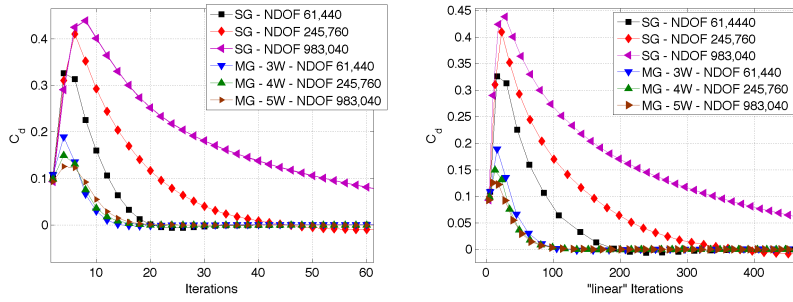 SG - NDOF 61,440
SG - NDOF 245,760
SG - NDOF 983,040
MG - 3W - NDOF 61,440
MG - 4W - NDOF 245,760
MG - 5W - NDOF 983,040
0.4
0.3
0.2
0.1
0
Cd
10 20 30 40 50 60
Iterations
SG - NDOF 61,4440
SG - NDOF 245,760
SG - NDOF 983,040
MG - 3W - NDOF 61,440
MG - 4W - NDOF 245,760
MG - 5W - NDOF 983,040
0.45
0.4
0.35
0.3
0.25
0.2
0.15
0.1
0.05
0
Cd
0 100 200 300 400
"linear" Iterations